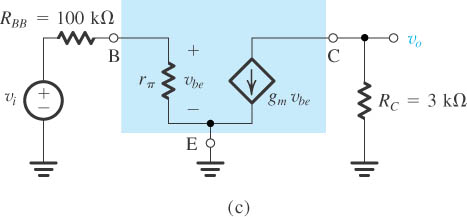 R_BB = 100 kΩ
B
+
C
v_o
v_i
+
−
r_π
v_be
g_m v_be
R_C = 3 kΩ
−
E
(c)